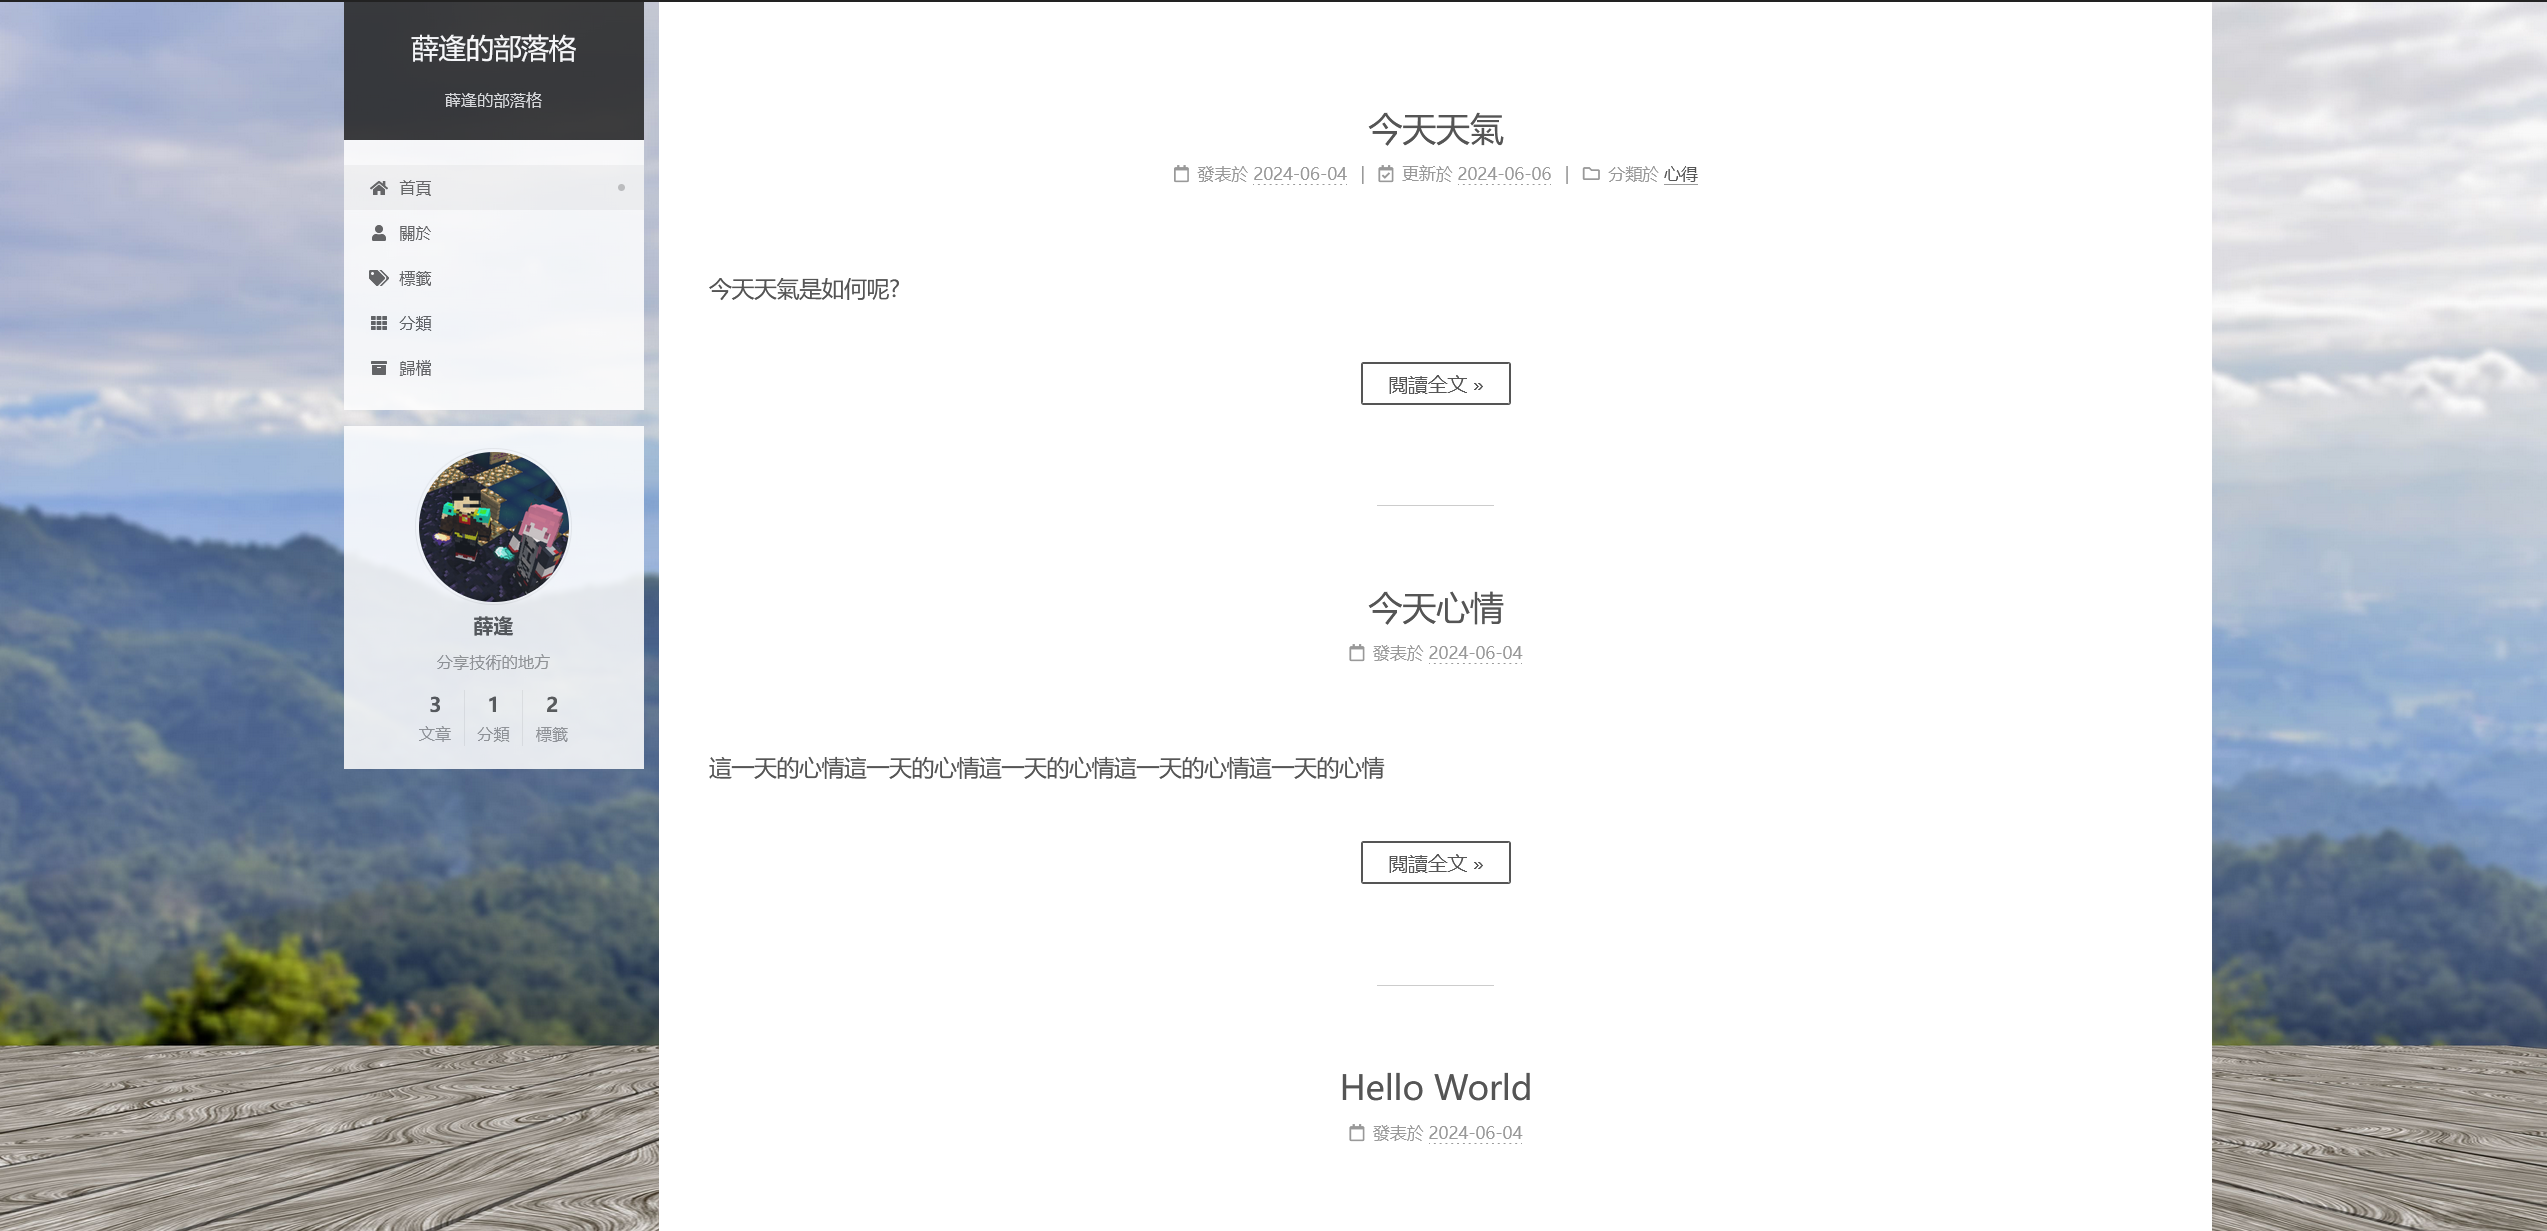 薛逢的部落格
薛逢的部落格
首頁
關於
標籤
分類
歸檔
薛逢
分享技術的地方
3 1 2
文章 分類 標籤
今天天氣
發表於 2024-06-04 | 更新於 2024-06-06 | 分類於 心得
今天天氣是如何呢?
閱讀全文 »
今天心情
發表於 2024-06-04
這一天的心情這一天的心情這一天的心情這一天的心情這一天的心情
閱讀全文 »
Hello World
發表於 2024-06-04